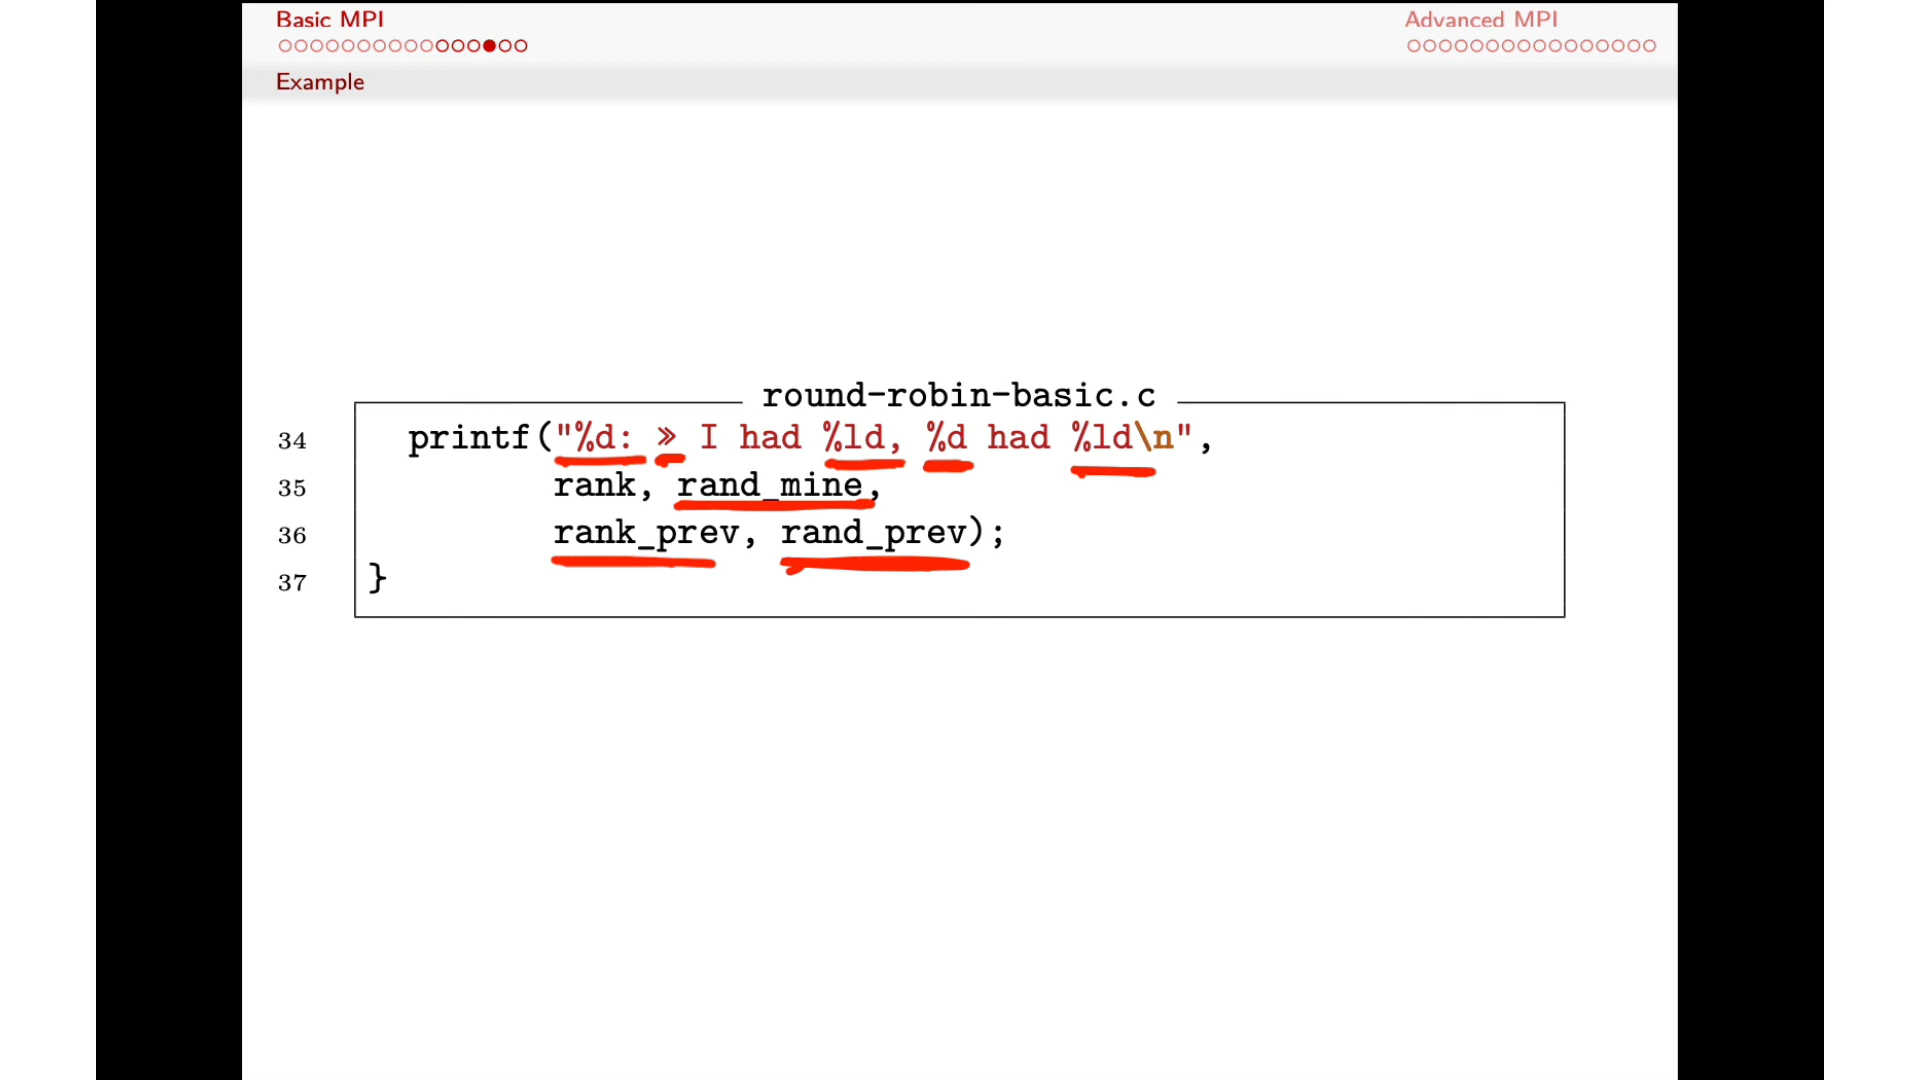 Basic MPI
Advanced MPI
Example
round-robin-basic.c
34 printf("%d: » I had %ld, %d had %ld\n",
35 rank, rand_mine,
36 rank_prev, rand_prev);
37 }